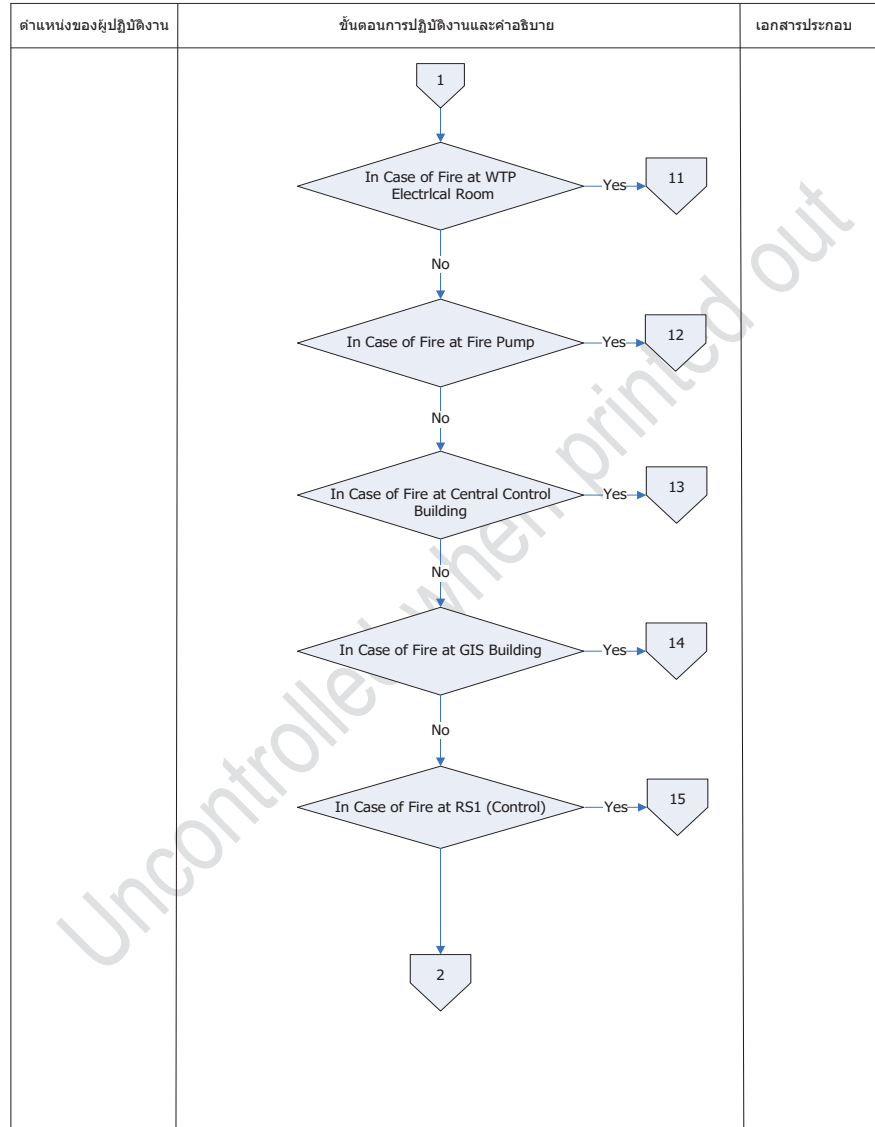 ตำแหน่งของผู้ปฏิบัติงาน
ขั้นตอนการปฏิบัติงานและคำอธิบาย
เอกสารประกอบ
1
In Case of Fire at WTP
Electrlcal Room
Yes
11
No
In Case of Fire at Fire Pump
Yes
12
No
In Case of Fire at Central Control
Building
Yes
13
No
In Case of Fire at GIS Building
Yes
14
No
In Case of Fire at RS1 (Control)
Yes
15
2
Uncontrolled when printed out